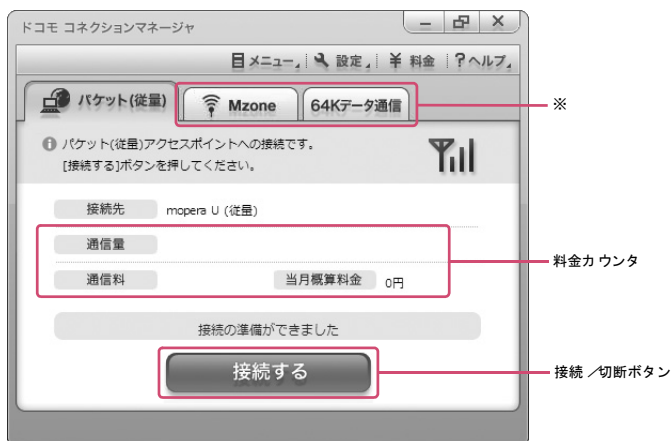 ドコモ コネクションマネージャ
メニュー 設定 ¥ 料金 ?ヘルプ
パケット(従量) Mzone 64Kデータ通信
※
パケット(従量)アクセスポイントへの接続です。
[接続する]ボタンを押してください。
接続先 mopera U (従量)
通信量
料金カウンタ
通信料 当月概算料金 0円
接続の準備ができました
接続する
接続／切断ボタン